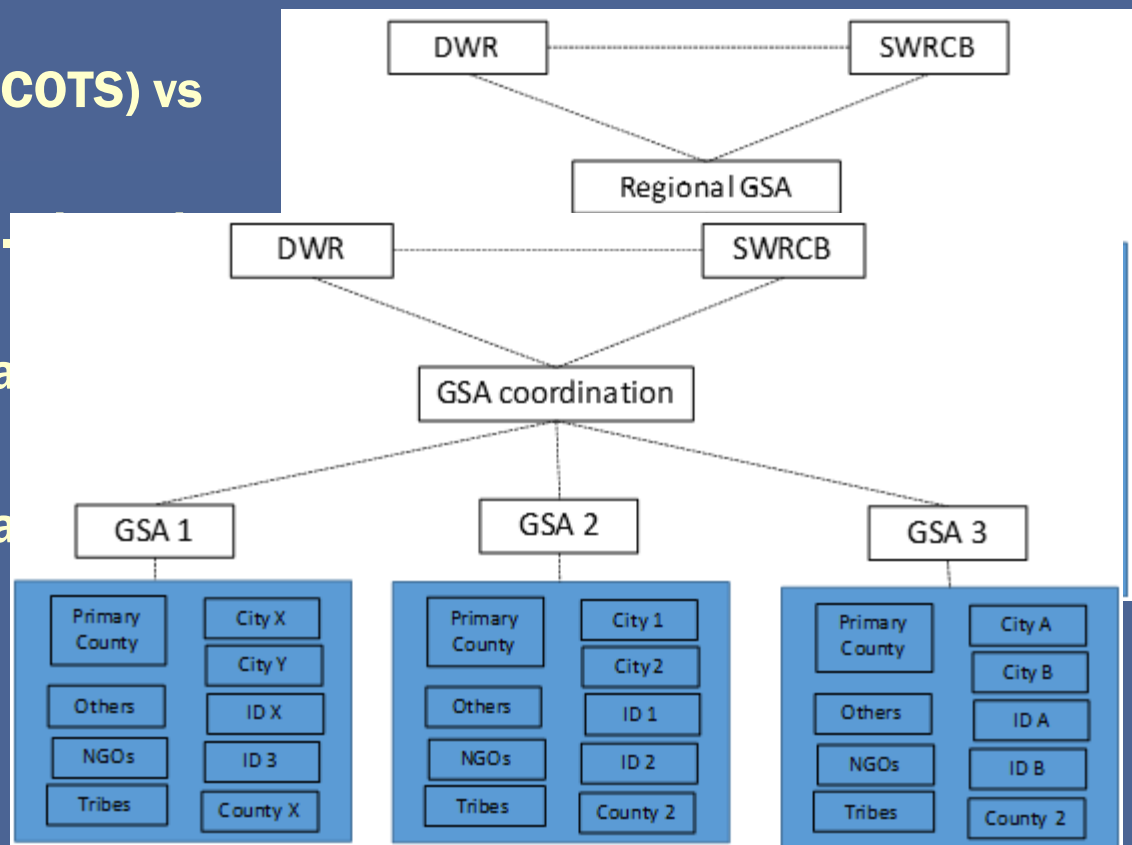 COTS) vs
DWR
SWRCB
Regional GSA
DWR
SWRCB
GSA coordination
GSA 1
GSA 2
GSA 3
Primary
County
Others
NGOs
Tribes
City X
City Y
ID X
ID 3
County X
Primary
County
Others
NGOs
Tribes
City 1
City 2
ID 1
ID 2
County 2
Primary
County
Others
NGOs
Tribes
City A
City B
ID A
ID B
County 2